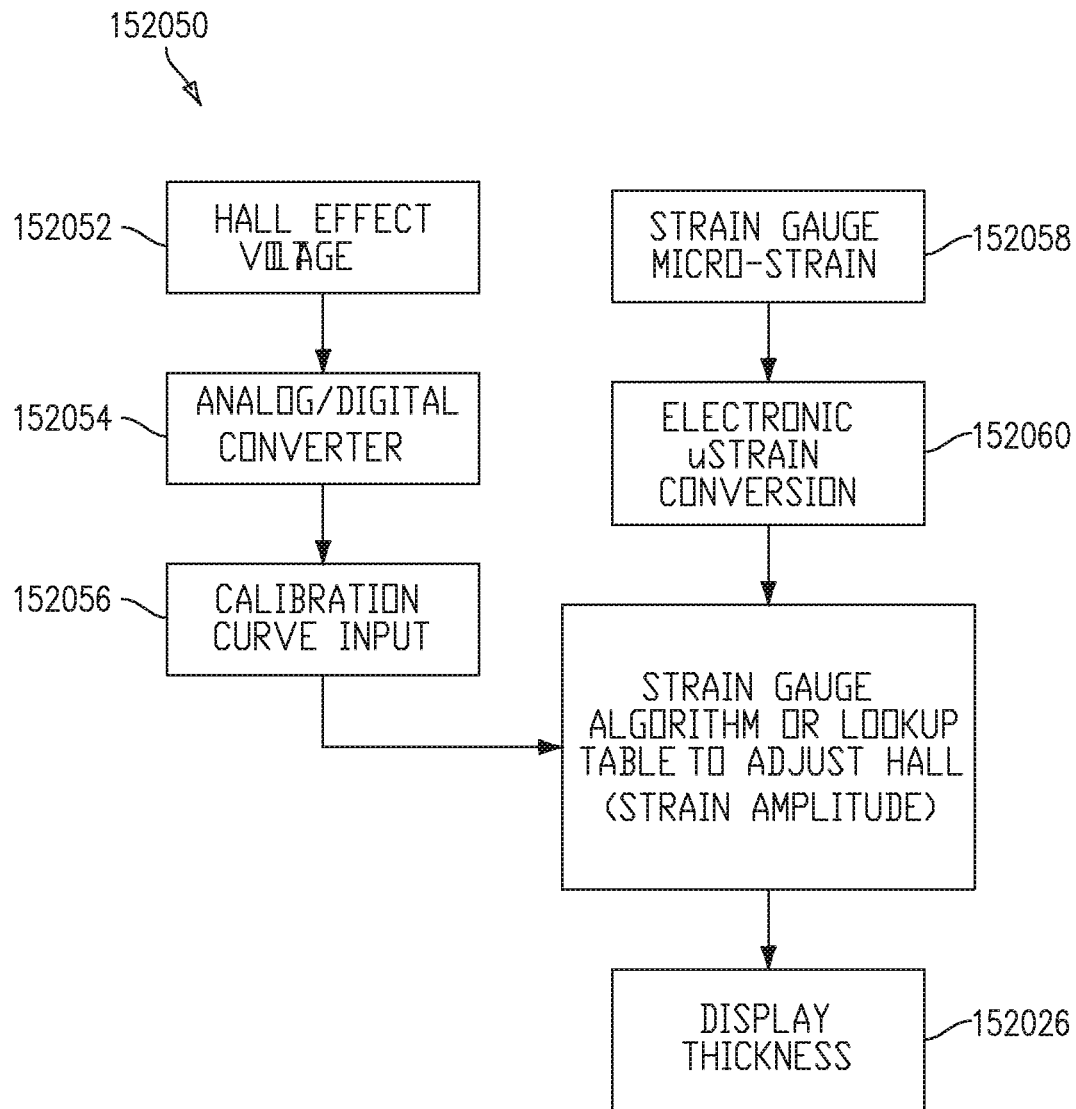 152050
152052
HALL EFFECT
VOLTAGE
152054
ANALOG/DIGITAL
CONVERTER
152056
CALIBRATION
CURVE INPUT
STRAIN GAUGE
MICRO-STRAIN
152058
ELECTRONIC
uSTRAIN
CONVERSION
152060
STRAIN GAUGE
ALGORITHM OR LOOKUP
TABLE TO ADJUST HALL
(STRAIN AMPLITUDE)
DISPLAY
THICKNESS
152026